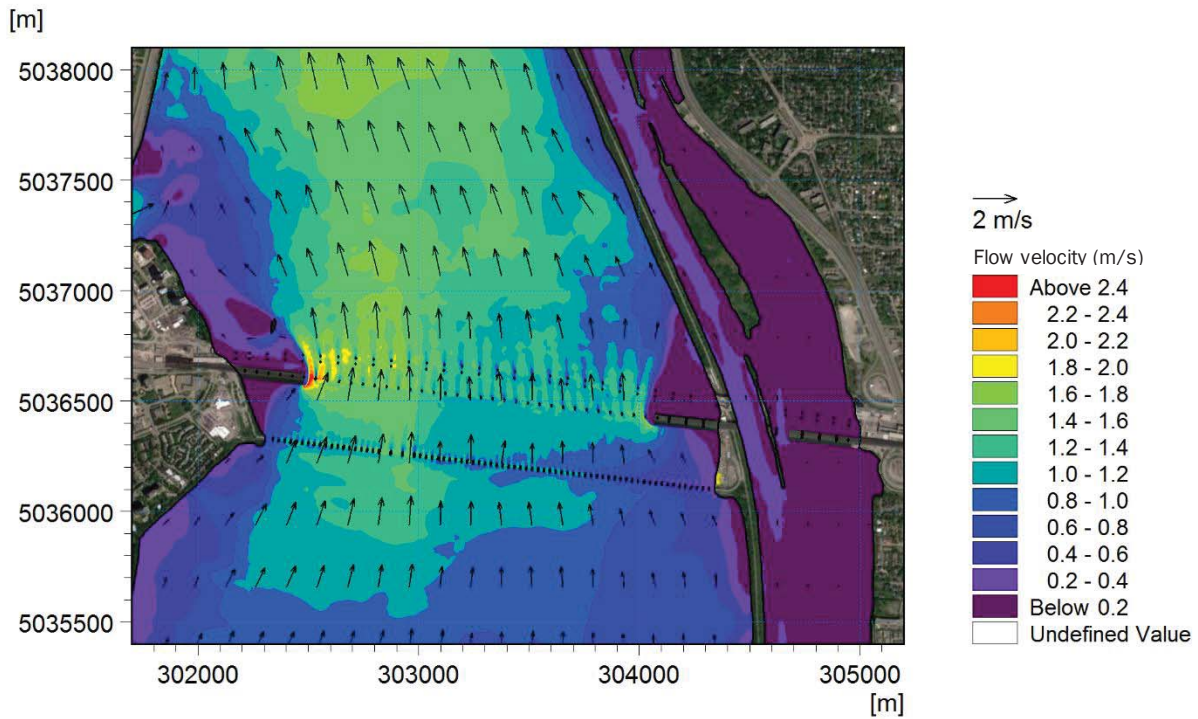 [m]
5038000
5037500
5037000
5036500
5036000
5035500
302000 303000 304000 305000
[m]
2 m/s
Flow velocity (m/s)
Above 2.4
2.2 - 2.4
2.0 - 2.2
1.8 - 2.0
1.6 - 1.8
1.4 - 1.6
1.2 - 1.4
1.0 - 1.2
0.8 - 1.0
0.6 - 0.8
0.4 - 0.6
0.2 - 0.4
Below 0.2
Undefined Value